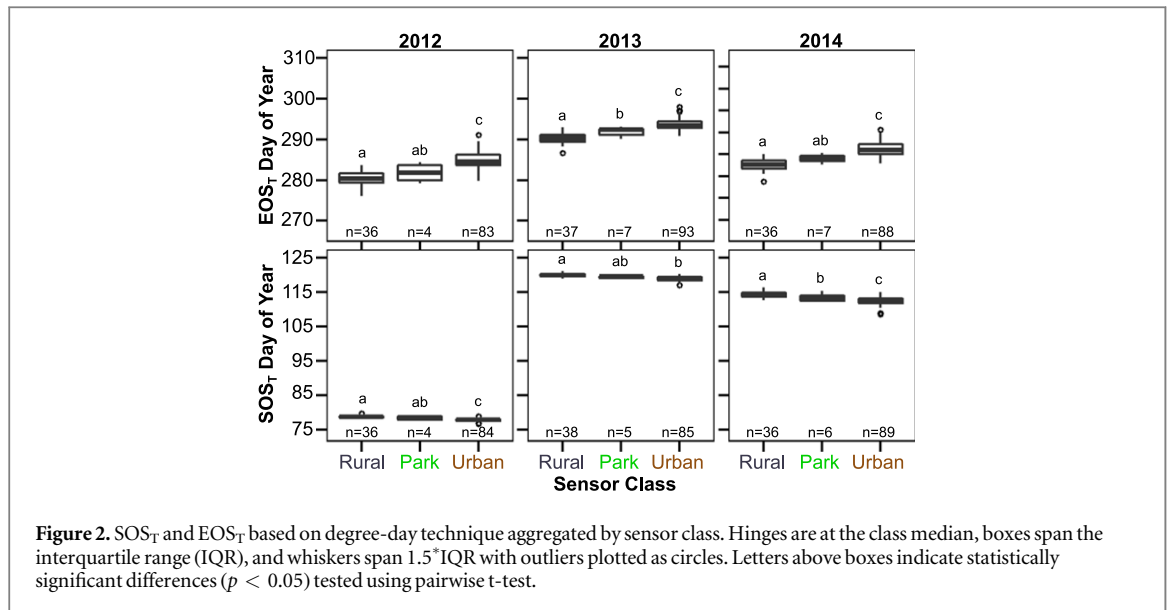 2012 2013 2014
310
300
290
280
270
EOS_T Day of Year
a ab c
n=36 n=4 n=83
a b c
n=37 n=7 n=93
a ab c
n=36 n=7 n=88
125
115
105
95
85
75
SOS_T Day of Year
a ab c
n=36 n=4 n=84
a ab b
n=38 n=5 n=85
a b c
n=36 n=6 n=89
Rural Park Urban Rural Park Urban Rural Park Urban
Sensor Class
Figure 2. SOS_T and EOS_T based on degree-day technique aggregated by sensor class. Hinges are at the class median, boxes span the
interquartile range (IQR), and whiskers span 1.5*IQR with outliers plotted as circles. Letters above boxes indicate statistically
significant differences (p < 0.05) tested using pairwise t-test.